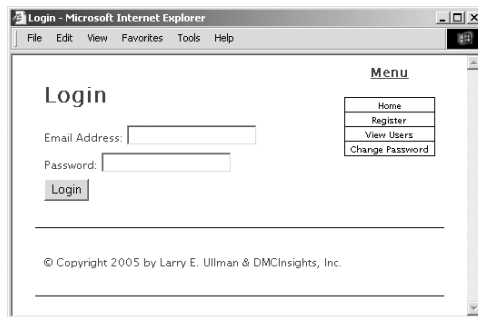 Login - Microsoft Internet Explorer
File Edit View Favorites Tools Help
Menu
Login
Home
Register
View Users
Change Password
Email Address:
Password:
Login
© Copyright 2005 by Larry E. Ullman & DMCInsights, Inc.